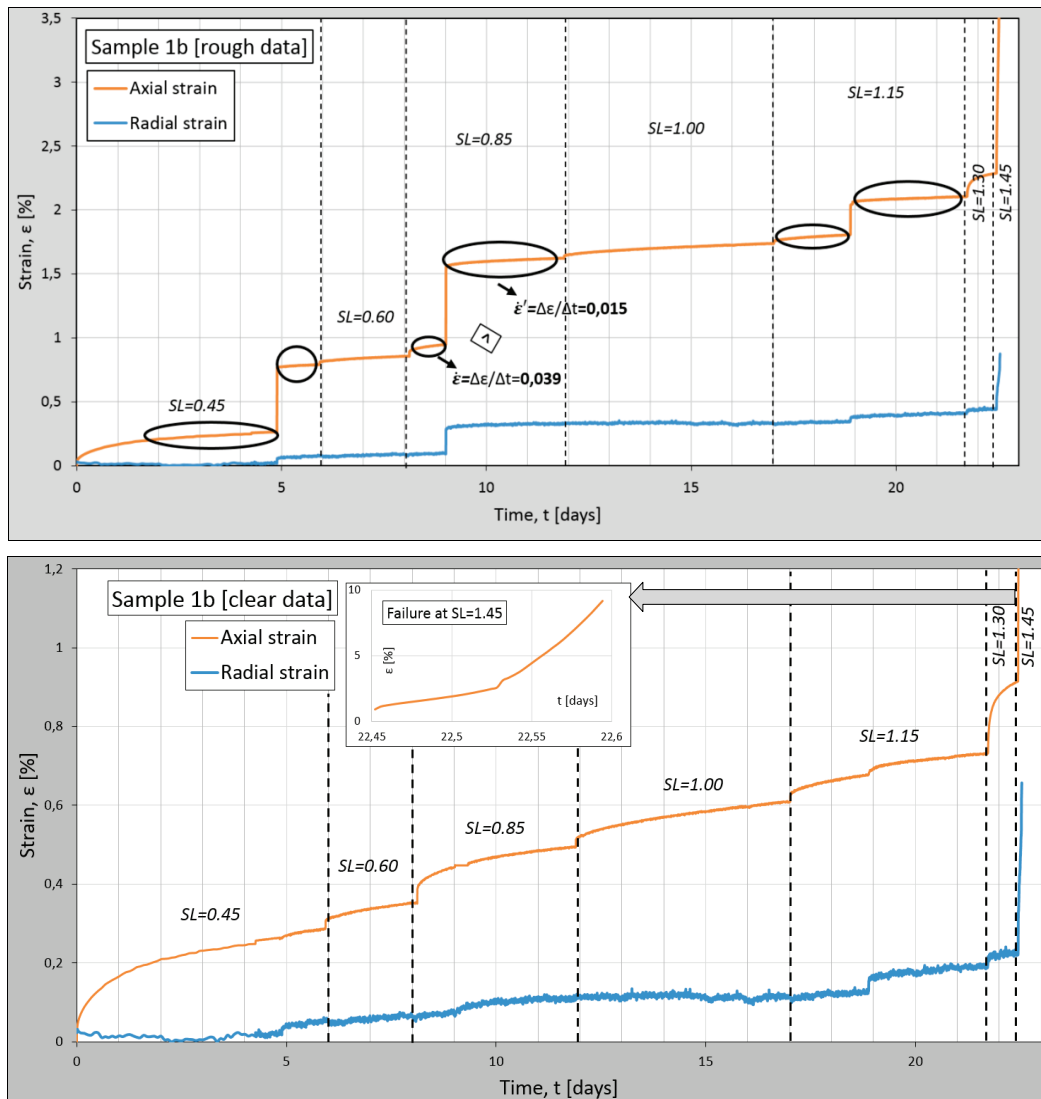 Sample 1b [rough data]
Axial strain
Radial strain
Strain, ε [%]
3,5
3
2,5
2
1,5
1
0,5
0
SL=0.45
SL=0.60
SL=0.85
SL=1.00
SL=1.15
SL=1.30
SL=1.45
ε̇'=Δε/Δt=0,015
>
ε̇=Δε/Δt=0,039
0 5 10 15 20
Time, t [days]
Sample 1b [clear data]
Axial strain
Radial strain
Strain, ε [%]
1,2
1
0,8
0,6
0,4
0,2
0
Failure at SL=1.45
ε [%]
10
5
0
t [days]
22,45 22,5 22,55 22,6
SL=0.45
SL=0.60
SL=0.85
SL=1.00
SL=1.15
SL=1.30
SL=1.45
0 5 10 15 20
Time, t [days]